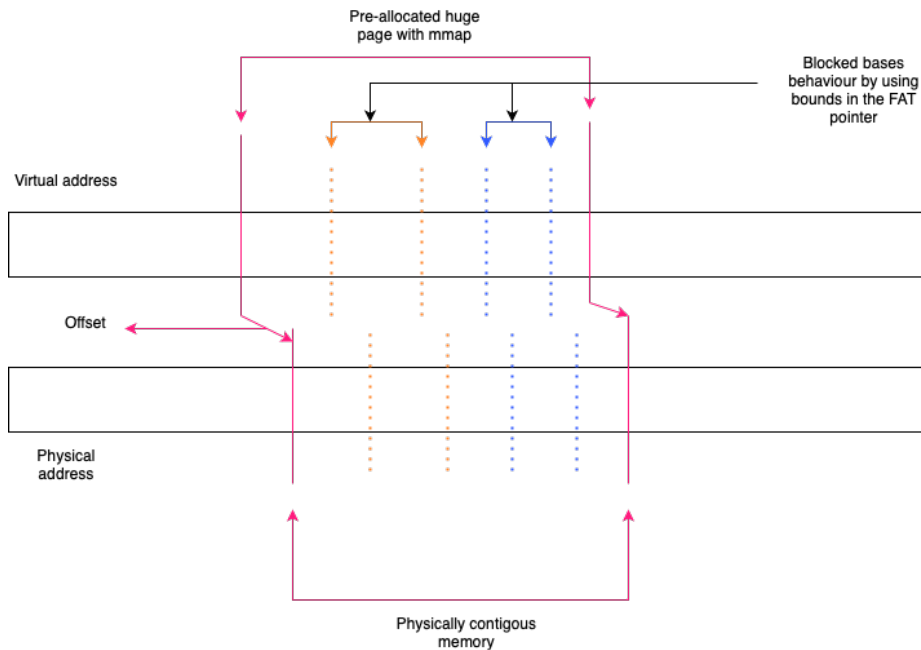 Pre-allocated huge
page with mmap
Blocked bases
behaviour by using
bounds in the FAT
pointer
Virtual address
Offset
Physical
address
Physically contigous
memory